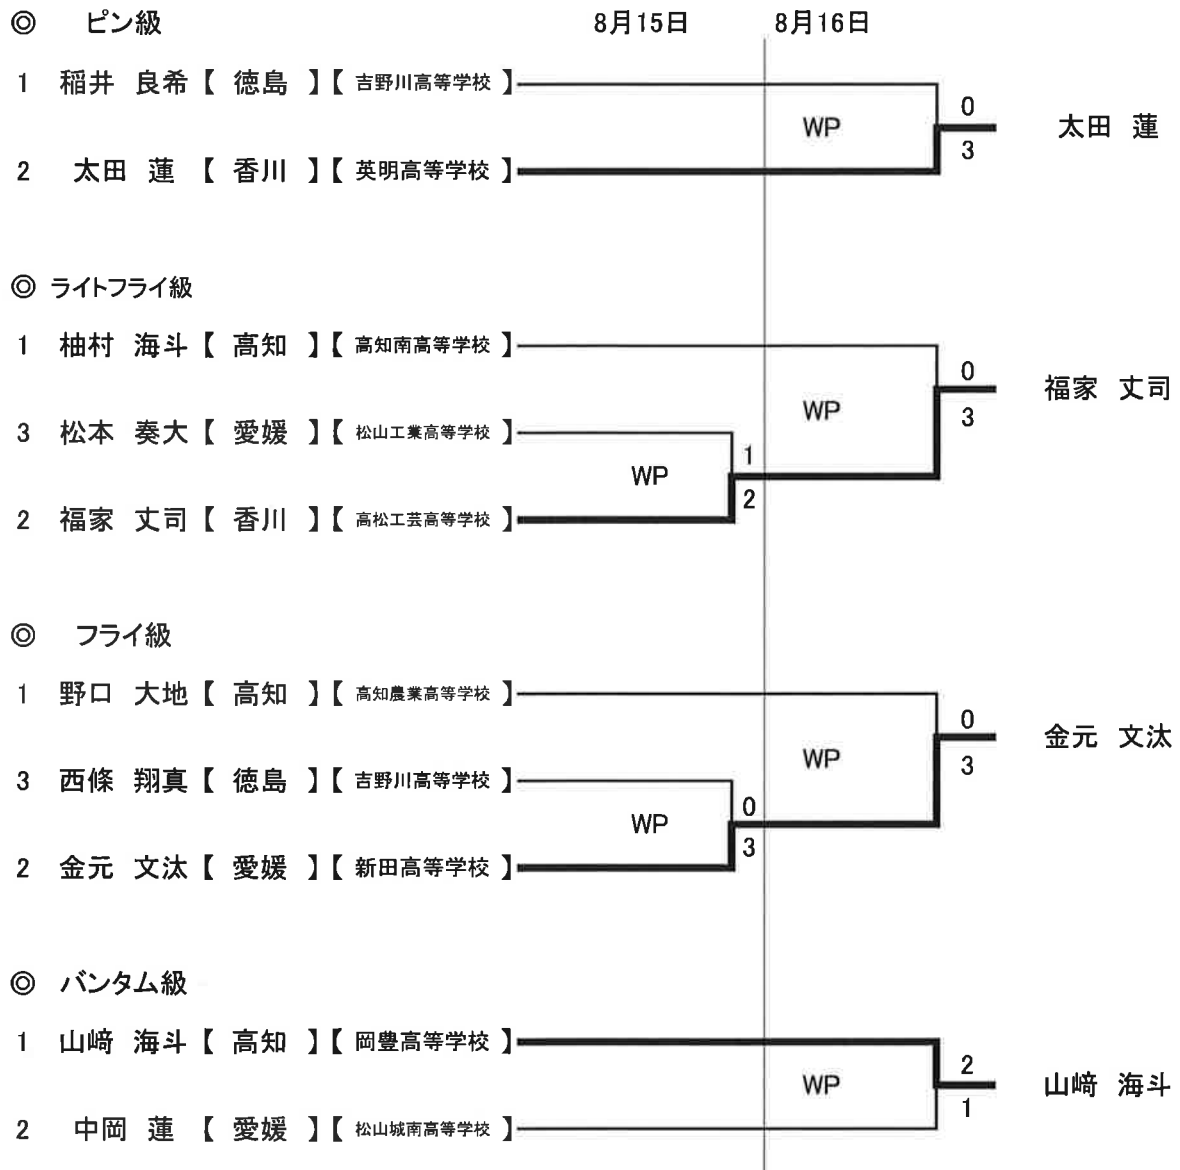 ◎ ピン級 8月15日 8月16日
1 稲井 良希【 徳島 】【 吉野川高等学校 】
0
WP 太田 蓮
3
2 太田 蓮 【 香川 】【 英明高等学校 】
◎ ライトフライ級
1 柚村 海斗【 高知 】【 高知南高等学校 】
0
福家 丈司
WP 3
3 松本 奏大【 愛媛 】【 松山工業高等学校 】
1
WP
2
2 福家 丈司【 香川 】【 高松工芸高等学校 】
◎ フライ級
1 野口 大地【 高知 】【 高知農業高等学校 】
0
金元 文汰
WP 3
3 西條 翔真【 徳島 】【 吉野川高等学校 】
0
WP
3
2 金元 文汰【 愛媛 】【 新田高等学校 】
◎ バンタム級
1 山﨑 海斗【 高知 】【 岡豊高等学校 】
2
WP 山﨑 海斗
1
2 中岡 蓮 【 愛媛 】【 松山城南高等学校 】